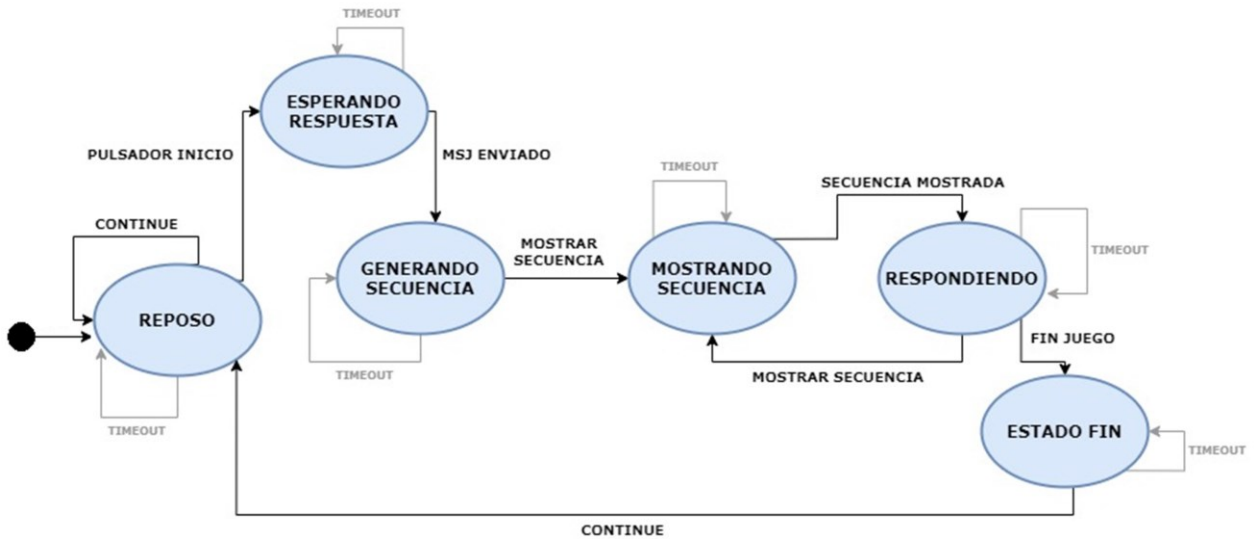 TIMEOUT
ESPERANDO
RESPUESTA
PULSADOR INICIO
MSJ ENVIADO
TIMEOUT
SECUENCIA MOSTRADA
CONTINUE
MOSTRAR
SECUENCIA
TIMEOUT
GENERANDO
SECUENCIA
MOSTRANDO
SECUENCIA
RESPONDIENDO
REPOSO
FIN JUEGO
TIMEOUT
MOSTRAR SECUENCIA
TIMEOUT
ESTADO FIN
TIMEOUT
CONTINUE